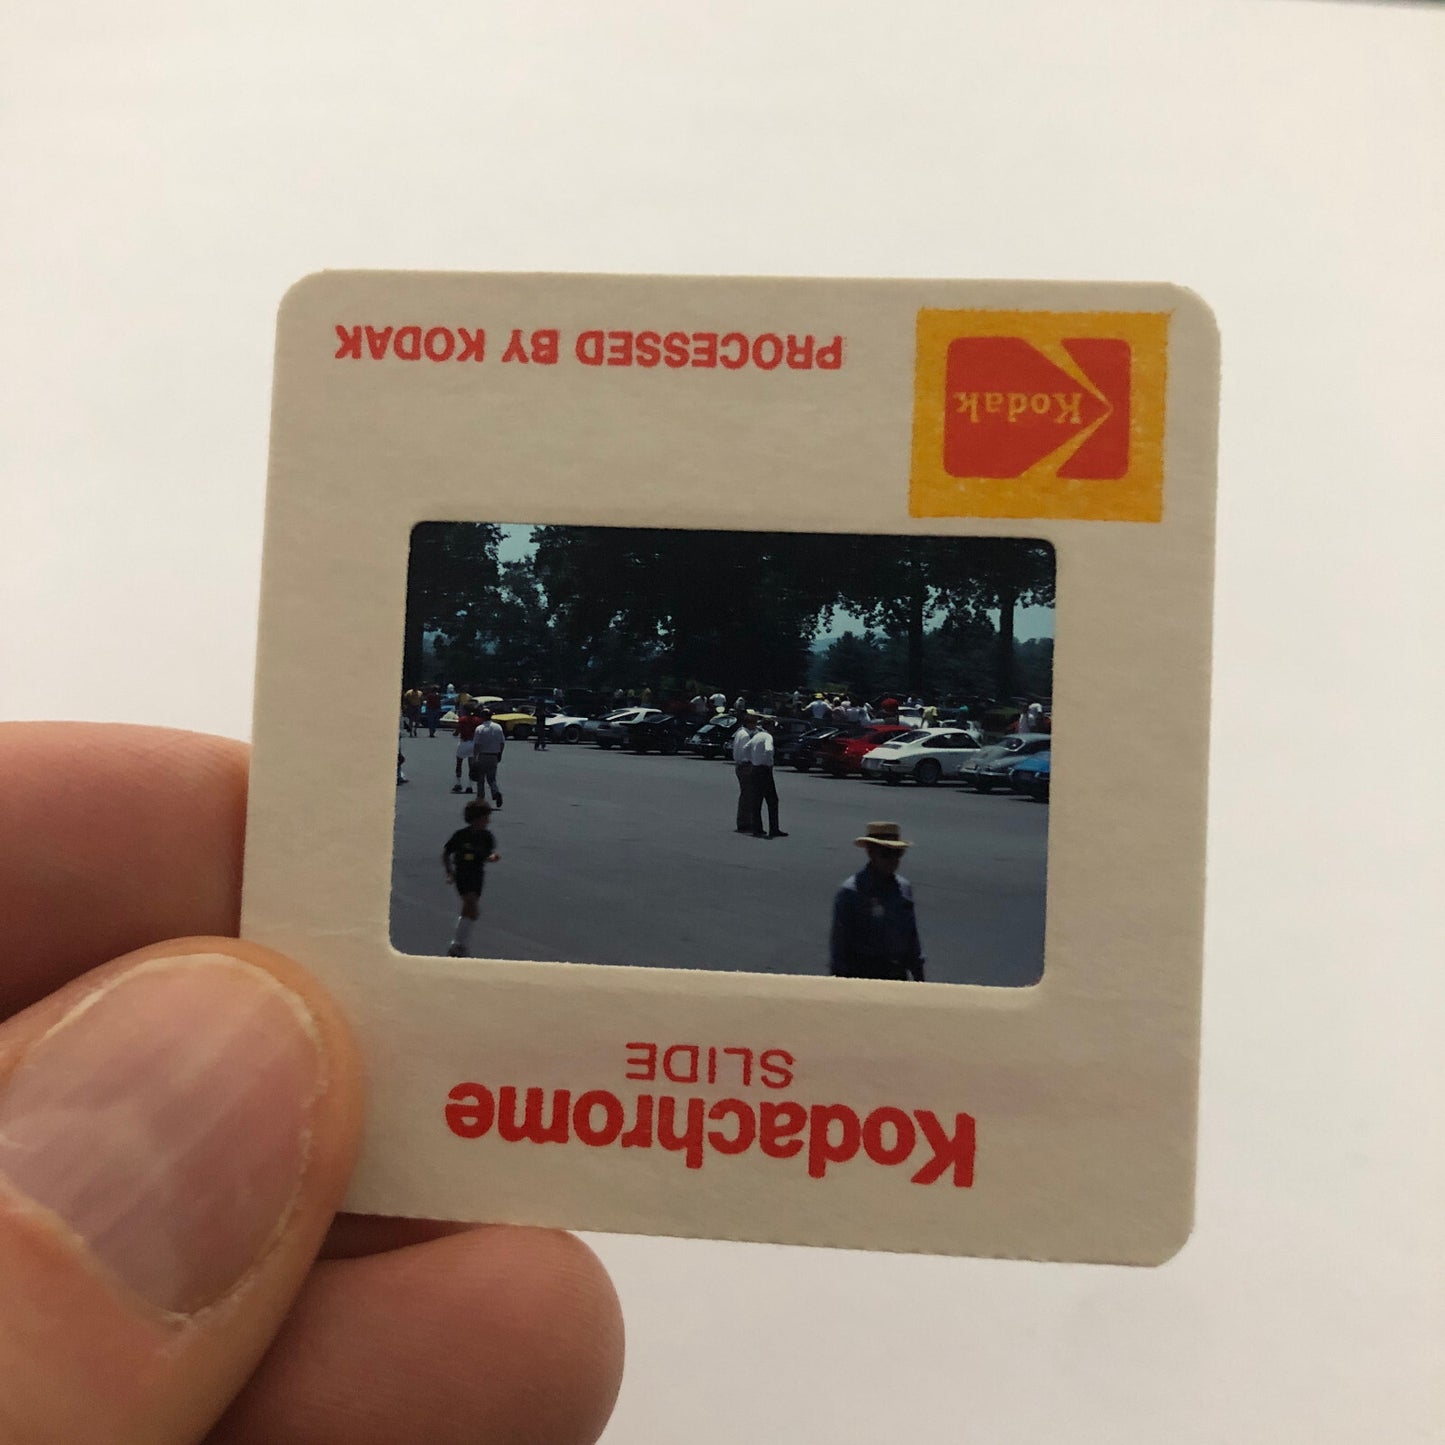 Kodachrome
SLIDE
PROCESSED BY KODAK
Kodak